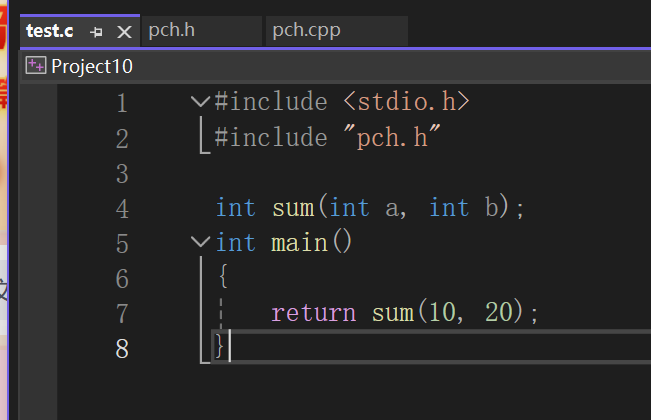 test.c pch.h pch.cpp
Project10
1 #include <stdio.h>
2 #include "pch.h"
3
4 int sum(int a, int b);
5 int main()
6 {
7 return sum(10, 20);
8 }